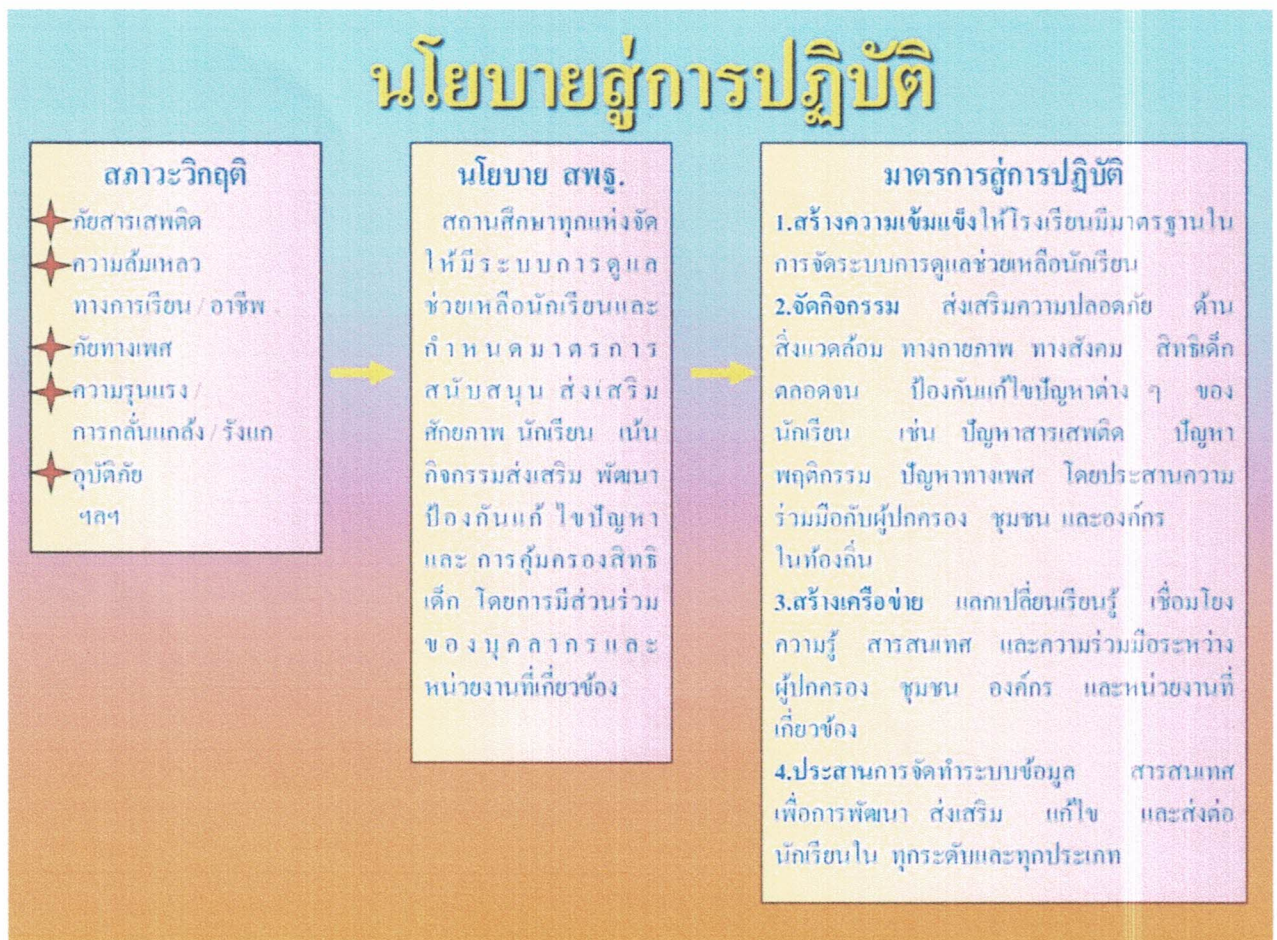 นโยบายสู่การปฏิบัติ
สภาวะวิกฤติ
ภัยสารเสพติด
ความล้มเหลว
ทางการเรียน / อาชีพ
ภัยทางเพศ
ความรุนแรง /
การกลั่นแกล้ง / รังแก
อุบัติภัย
ฯลฯ
นโยบาย สพฐ.
สถานศึกษาทุกแห่งจัด
ให้มีระบบการดูแล
ช่วยเหลือนักเรียนและ
กำหนดมาตรการ
สนับสนุน ส่งเสริม
ศักยภาพ นักเรียน เน้น
กิจกรรมส่งเสริม พัฒนา
ป้องกันแก้ ไขปัญหา
และ การคุ้มครองสิทธิ
เด็ก โดยการมีส่วนร่วม
ของบุคลากรและ
หน่วยงานที่เกี่ยวข้อง
มาตรการสู่การปฏิบัติ
1.สร้างความเข้มแข็งให้โรงเรียนมีมาตรฐานใน
การจัดระบบการดูแลช่วยเหลือนักเรียน
2.จัดกิจกรรม ส่งเสริมความปลอดภัย ด้าน
สิ่งแวดล้อม ทางกายภาพ ทางสังคม สิทธิเด็ก
ตลอดจน ป้องกันแก้ไขปัญหาต่าง ๆ ของ
นักเรียน เช่น ปัญหาสารเสพติด ปัญหา
พฤติกรรม ปัญหาทางเพศ โดยประสานความ
ร่วมมือกับผู้ปกครอง ชุมชน และองค์กร
ในท้องถิ่น
3.สร้างเครือข่าย แลกเปลี่ยนเรียนรู้ เชื่อมโยง
ความรู้ สารสนเทศ และความร่วมมือระหว่าง
ผู้ปกครอง ชุมชน องค์กร และหน่วยงานที่
เกี่ยวข้อง
4.ประสานการจัดทำระบบข้อมูล สารสนเทศ
เพื่อการพัฒนา ส่งเสริม แก้ไข และส่งต่อ
นักเรียนใน ทุกระดับและทุกประเภท